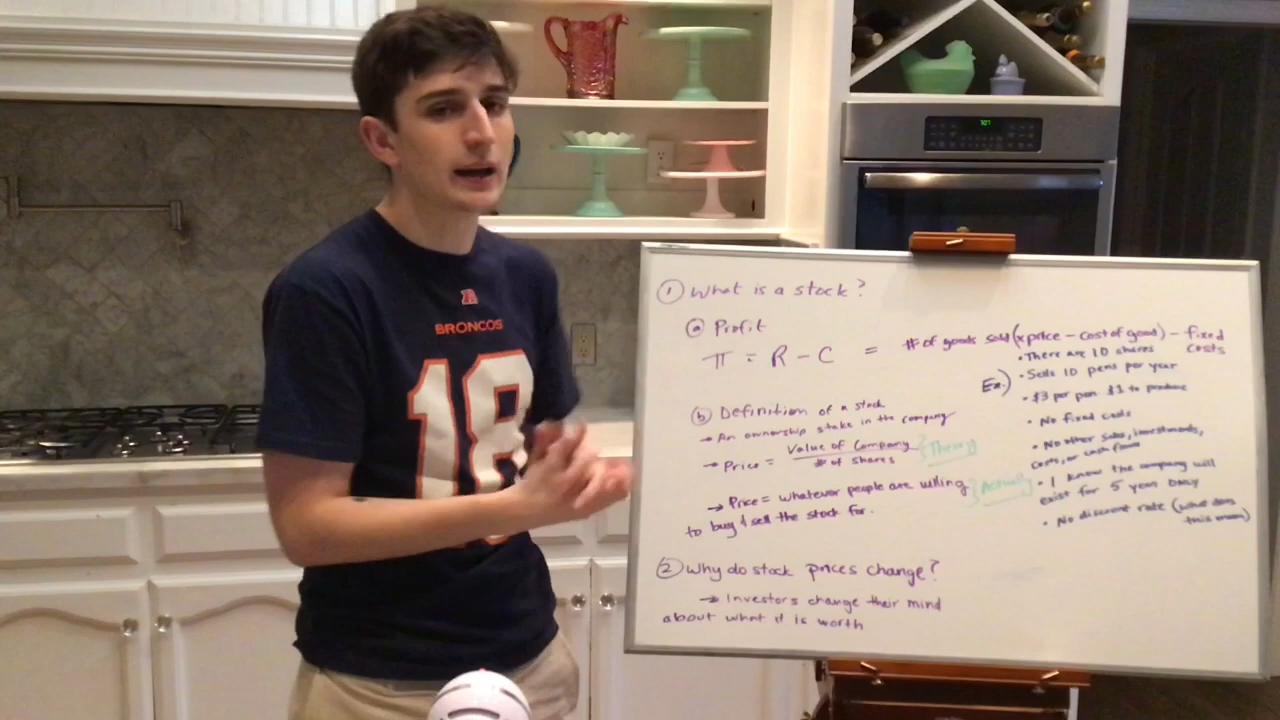 BRONCOS
18
7:27
① What is a stock?
ⓐ Profit
π = R - C = # of goods sold (x price - cost of good) - fixed costs
Ex.)
• There are 10 shares
• Sells 10 pens per year
• $3 per pen $1 to produce
• No fixed costs
• No other sales, investments,
costs, or cash flows
• I know the company will
exist for 5 years only
• No discount rate (what does
this mean)
ⓑ Definition of a stock
→ An ownership stake in the company
→ Price = Value of Company } Theory
# of shares
→ Price = whatever people are willing } Actually
to buy & sell the stock for.
② Why do stock prices change?
→ Investors change their mind
about what it is worth